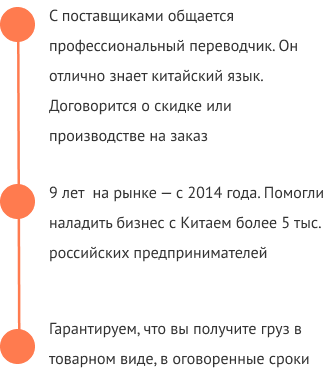 С поставщиками общается
профессиональный переводчик. Он
отлично знает китайский язык.
Договорится о скидке или
производстве на заказ
9 лет  на рынке — с 2014 года. Помогли
наладить бизнес с Китаем более 5 тыс.
российских предпринимателей
Гарантируем, что вы получите груз в
товарном виде, в оговоренные сроки